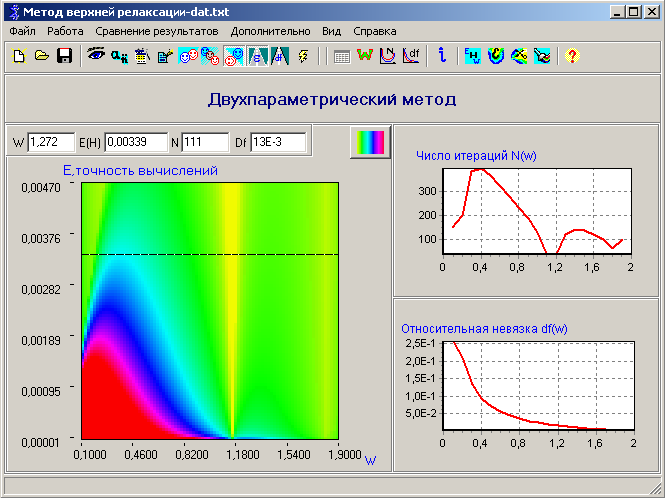 Метод верхней релаксации-dat.txt
Файл Работа Сравнение результатов Дополнительно Вид Справка
Двухпараметрический метод
W 1,272 E(H) 0,00339 N 111 Df 13E-3
E,точность вычислений
0,00470
0,00376
0,00282
0,00189
0,00095
0,00001
0,1000 0,4600 0,8200 1,1800 1,5400 1,9000
W
Число итераций N(w)
300
200
100
0 0,4 0,8 1,2 1,6 2
Относительная невязка df(w)
2,5E-1
1,5E-1
1,0E-1
5,0E-2
0 0,4 0,8 1,2 1,6 2